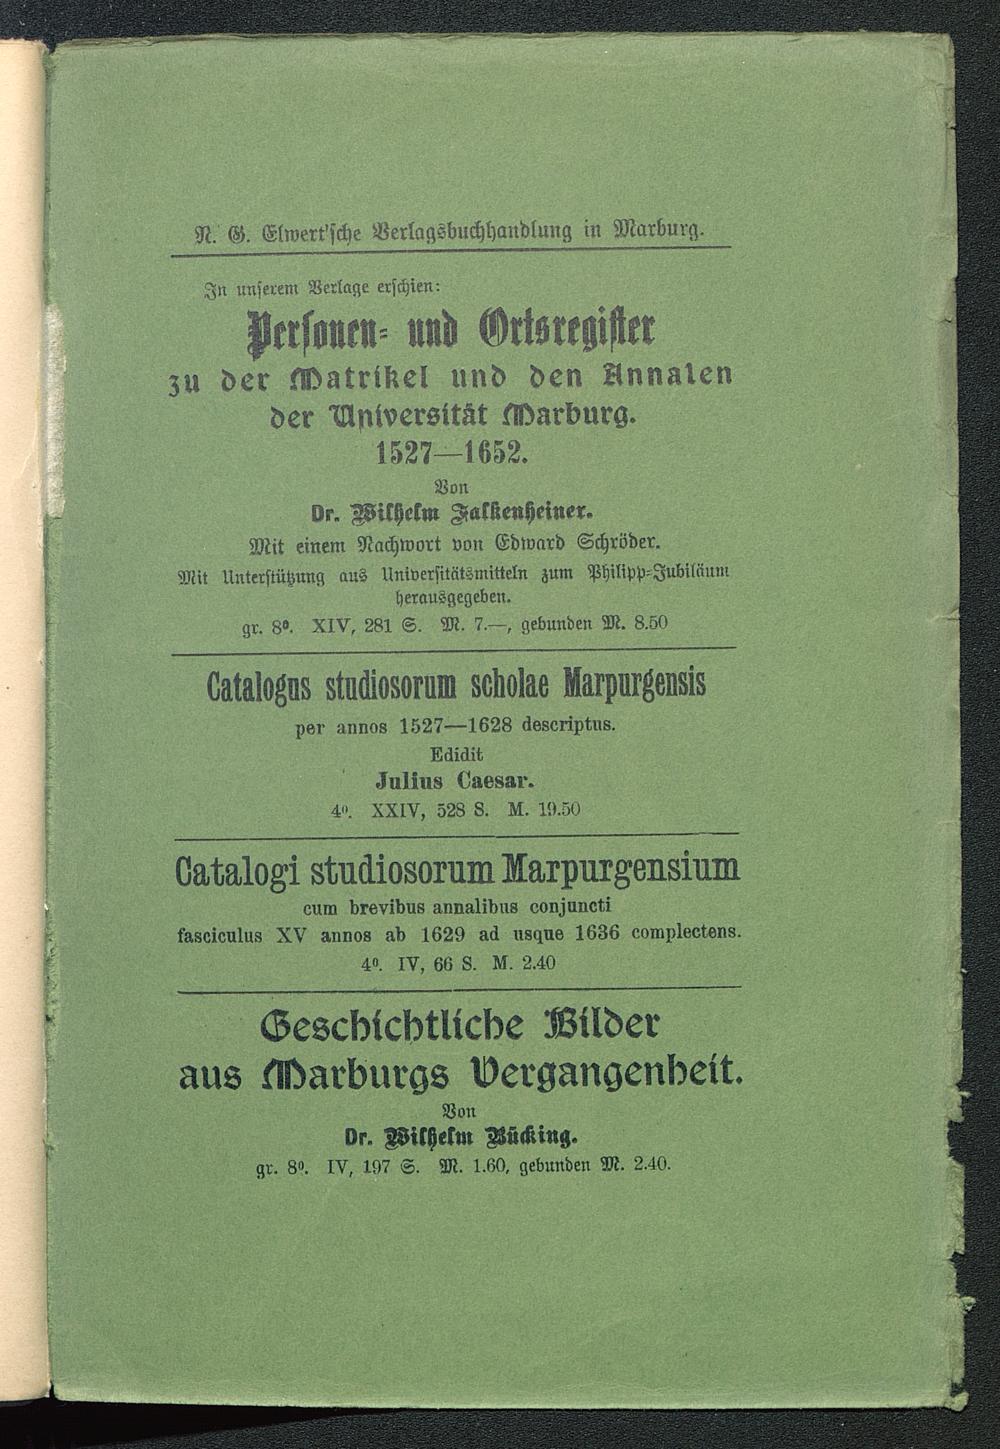 N. G. Elwert'sche Verlagsbuchhandlung in Marburg.
In unserem Verlage erschien:
Personen- und Ortsregister
zu der Matrikel und den Annalen
der Universität Marburg.
1527—1652.
Von
Dr. Wilhelm Falkenheiner.
Mit einem Nachwort von Edward Schröder.
Mit Unterstützung aus Universitätsmitteln zum Philipp-Jubiläum
herausgegeben.
gr. 8⁰. XIV, 281 S. M. 7.—, gebunden M. 8.50
Catalogus studiosorum scholae Marpurgensis
per annos 1527—1628 descriptus.
Edidit
Julius Caesar.
4⁰. XXIV, 528 S. M. 19.50
Catalogi studiosorum Marpurgensium
cum brevibus annalibus conjuncti
fasciculus XV annos ab 1629 ad usque 1636 complectens.
4⁰. IV, 66 S. M. 2.40
Geschichtliche Bilder
aus Marburgs Vergangenheit.
Von
Dr. Wilhelm Bücking.
gr. 8⁰. IV, 197 S. M. 1.60, gebunden M. 2.40.